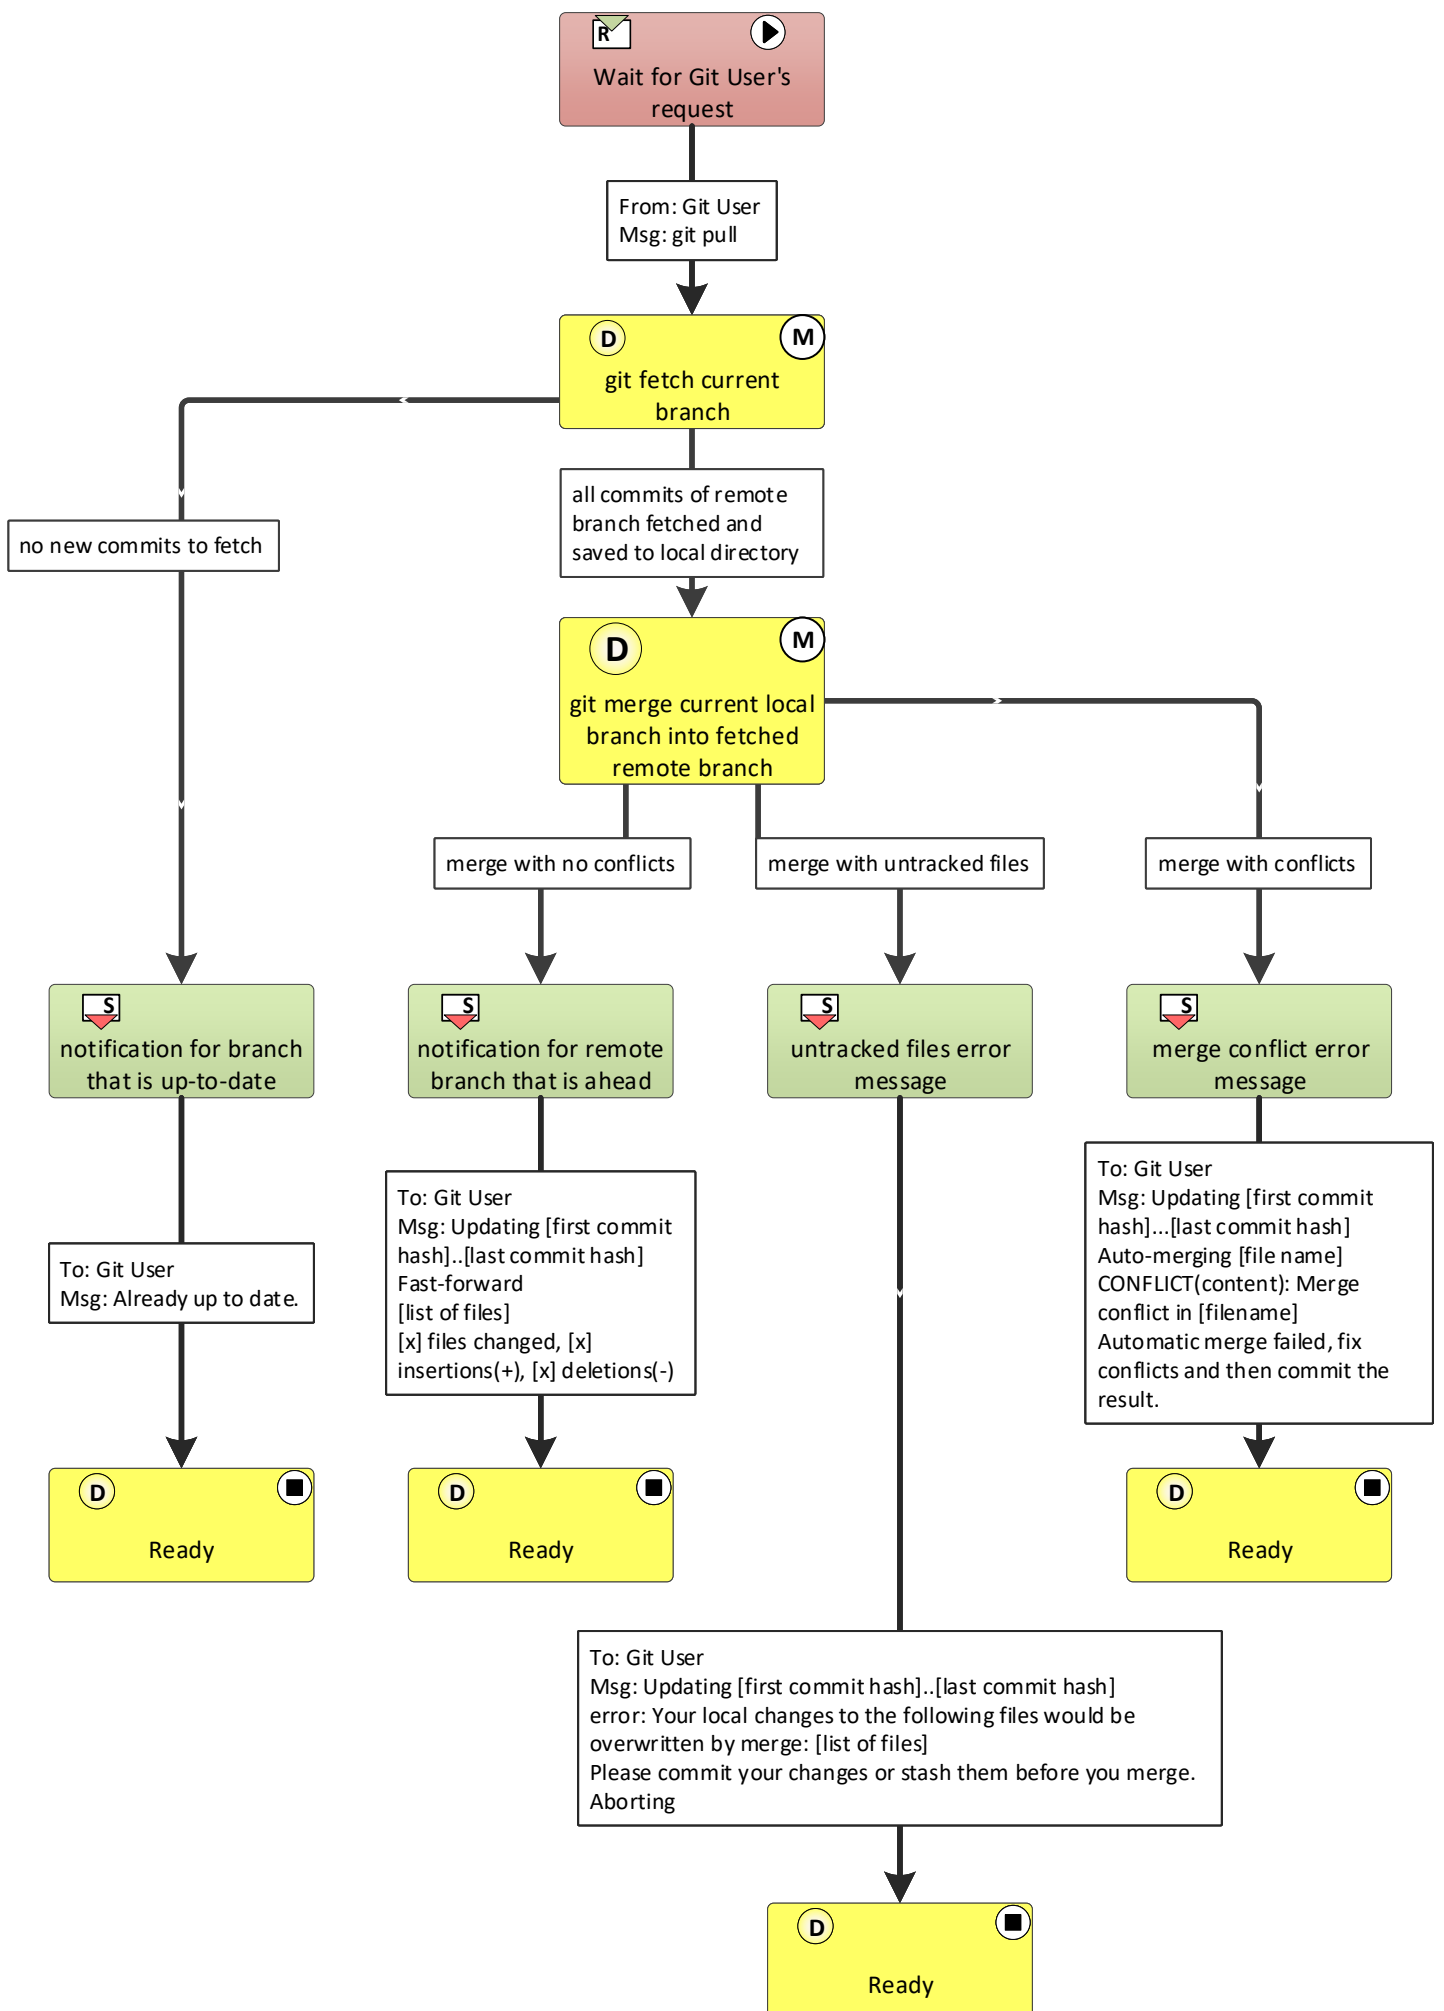 R
Wait for Git User's
request
From: Git User
Msg: git pull
D
M
git fetch current
branch
no new commits to fetch
all commits of remote
branch fetched and
saved to local directory
D
M
git merge current local
branch into fetched
remote branch
merge with no conflicts
merge with untracked files
merge with conflicts
S
notification for branch
that is up-to-date
S
notification for remote
branch that is ahead
S
untracked files error
message
S
merge conflict error
message
To: Git User
Msg: Already up to date.
To: Git User
Msg: Updating [first commit
hash]..[last commit hash]
Fast-forward
[list of files]
[x] files changed, [x]
insertions(+), [x] deletions(-)
To: Git User
Msg: Updating [first commit
hash]...[last commit hash]
Auto-merging [file name]
CONFLICT(content): Merge
conflict in [filename]
Automatic merge failed, fix
conflicts and then commit the
result.
D
Ready
D
Ready
D
Ready
To: Git User
Msg: Updating [first commit hash]..[last commit hash]
error: Your local changes to the following files would be
overwritten by merge: [list of files]
Please commit your changes or stash them before you merge.
Aborting
D
Ready